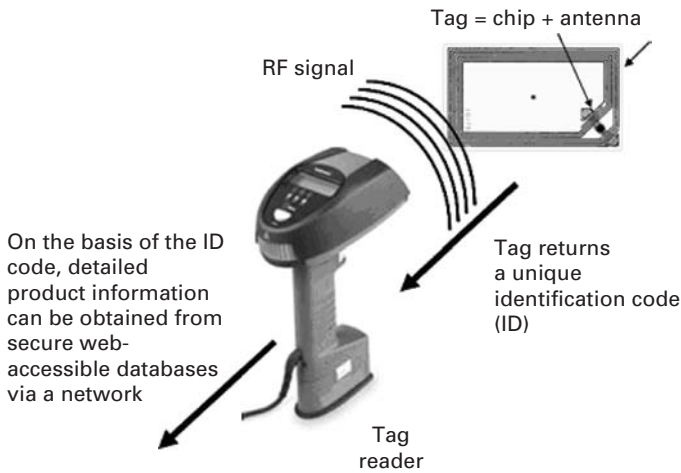 Tag = chip + antenna
RF signal
On the basis of the ID
code, detailed
product information
can be obtained from
secure web-
accessible databases
via a network
Tag returns
a unique
identification code
(ID)
Tag
reader